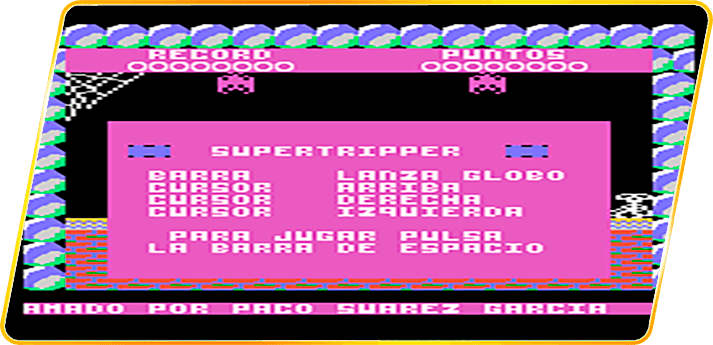 RECORD PUNTOS
00000000 00000000
SUPERTRIPPER
BARRA LANZA GLOBO
CURSOR ARRIBA
CURSOR DERECHA
CURSOR IZQUIERDA
PARA JUGAR PULSA
LA BARRA DE ESPACIO
AMADO POR PACO SUAREZ GARCIA